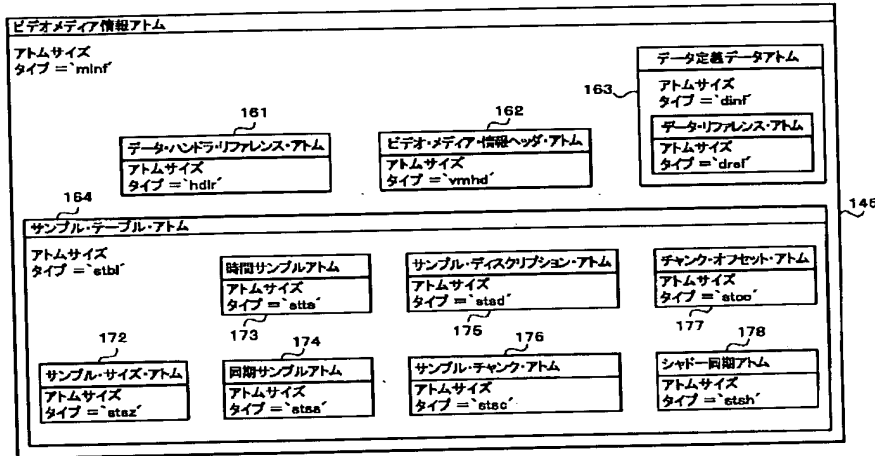 ビデオメディア情報アトム
アトムサイズ
タイプ =`minf'
データ定義データアトム
163
アトムサイズ
タイプ =`dinf'
データ・リファレンス・アトム
アトムサイズ
タイプ =`dref'
161
データ・ハンドラ・リファレンス・アトム
アトムサイズ
タイプ =`hdlr'
162
ビデオ・メディア・情報ヘッダ・アトム
アトムサイズ
タイプ =`vmhd'
146
164
サンプル・テーブル・アトム
アトムサイズ
タイプ =`stbl'
時間サンプルアトム
アトムサイズ
タイプ =`stts'
173
サンプル・ディスクリプション・アトム
アトムサイズ
タイプ =`stsd'
175
チャンク・オフセット・アトム
アトムサイズ
タイプ =`stco'
177
172
サンプル・サイズ・アトム
アトムサイズ
タイプ =`stsz'
174
同期サンプルアトム
アトムサイズ
タイプ =`stss'
176
サンプル・チャンク・アトム
アトムサイズ
タイプ =`stsc'
178
シャドー同期アトム
アトムサイズ
タイプ =`stsh'